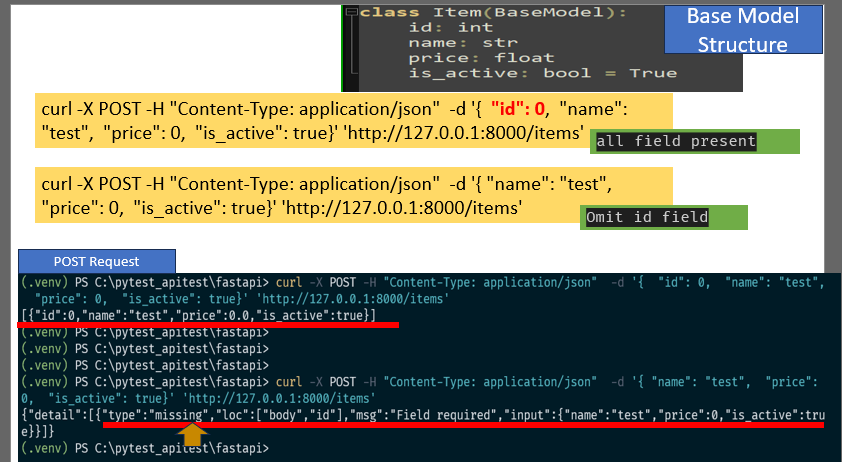 class Item(BaseModel):
id: int
name: str
price: float
is_active: bool = True
Base Model
Structure
curl -X POST -H "Content-Type: application/json" -d '{ "id": 0, "name":
"test", "price": 0, "is_active": true}' 'http://127.0.0.1:8000/items'
all field present
curl -X POST -H "Content-Type: application/json" -d '{ "name": "test",
"price": 0, "is_active": true}' 'http://127.0.0.1:8000/items'
Omit id field
POST Request
(.venv) PS C:\pytest_apitest\fastapi> curl -X POST -H "Content-Type: application/json" -d '{ "id": 0, "name": "test",
"price": 0, "is_active": true}' 'http://127.0.0.1:8000/items'
[{"id":0,"name":"test","price":0.0,"is_active":true}]
(.venv) PS C:\pytest_apitest\fastapi>
(.venv) PS C:\pytest_apitest\fastapi>
(.venv) PS C:\pytest_apitest\fastapi>
(.venv) PS C:\pytest_apitest\fastapi> curl -X POST -H "Content-Type: application/json" -d '{ "name": "test", "price":
0, "is_active": true}' 'http://127.0.0.1:8000/items'
{"detail":[{"type":"missing","loc":["body","id"],"msg":"Field required","input":{"name":"test","price":0,"is_active":tru
e}}]}
(.venv) PS C:\pytest_apitest\fastapi>